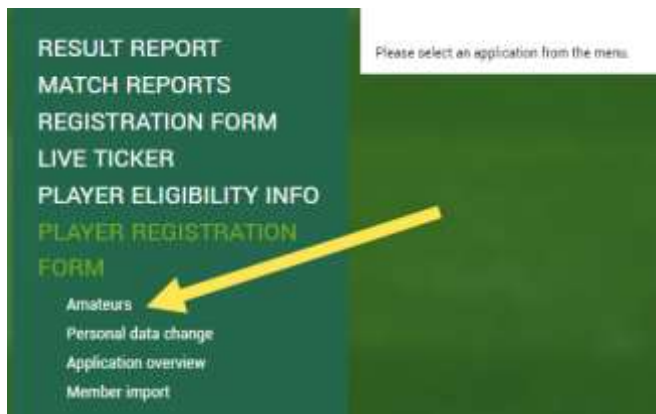 RESULT REPORT
MATCH REPORTS
REGISTRATION FORM
LIVE TICKER
PLAYER ELIGIBILITY INFO
PLAYER REGISTRATION
FORM
Amateurs
Personal data change
Application overview
Member import
Please select an application from the menu.